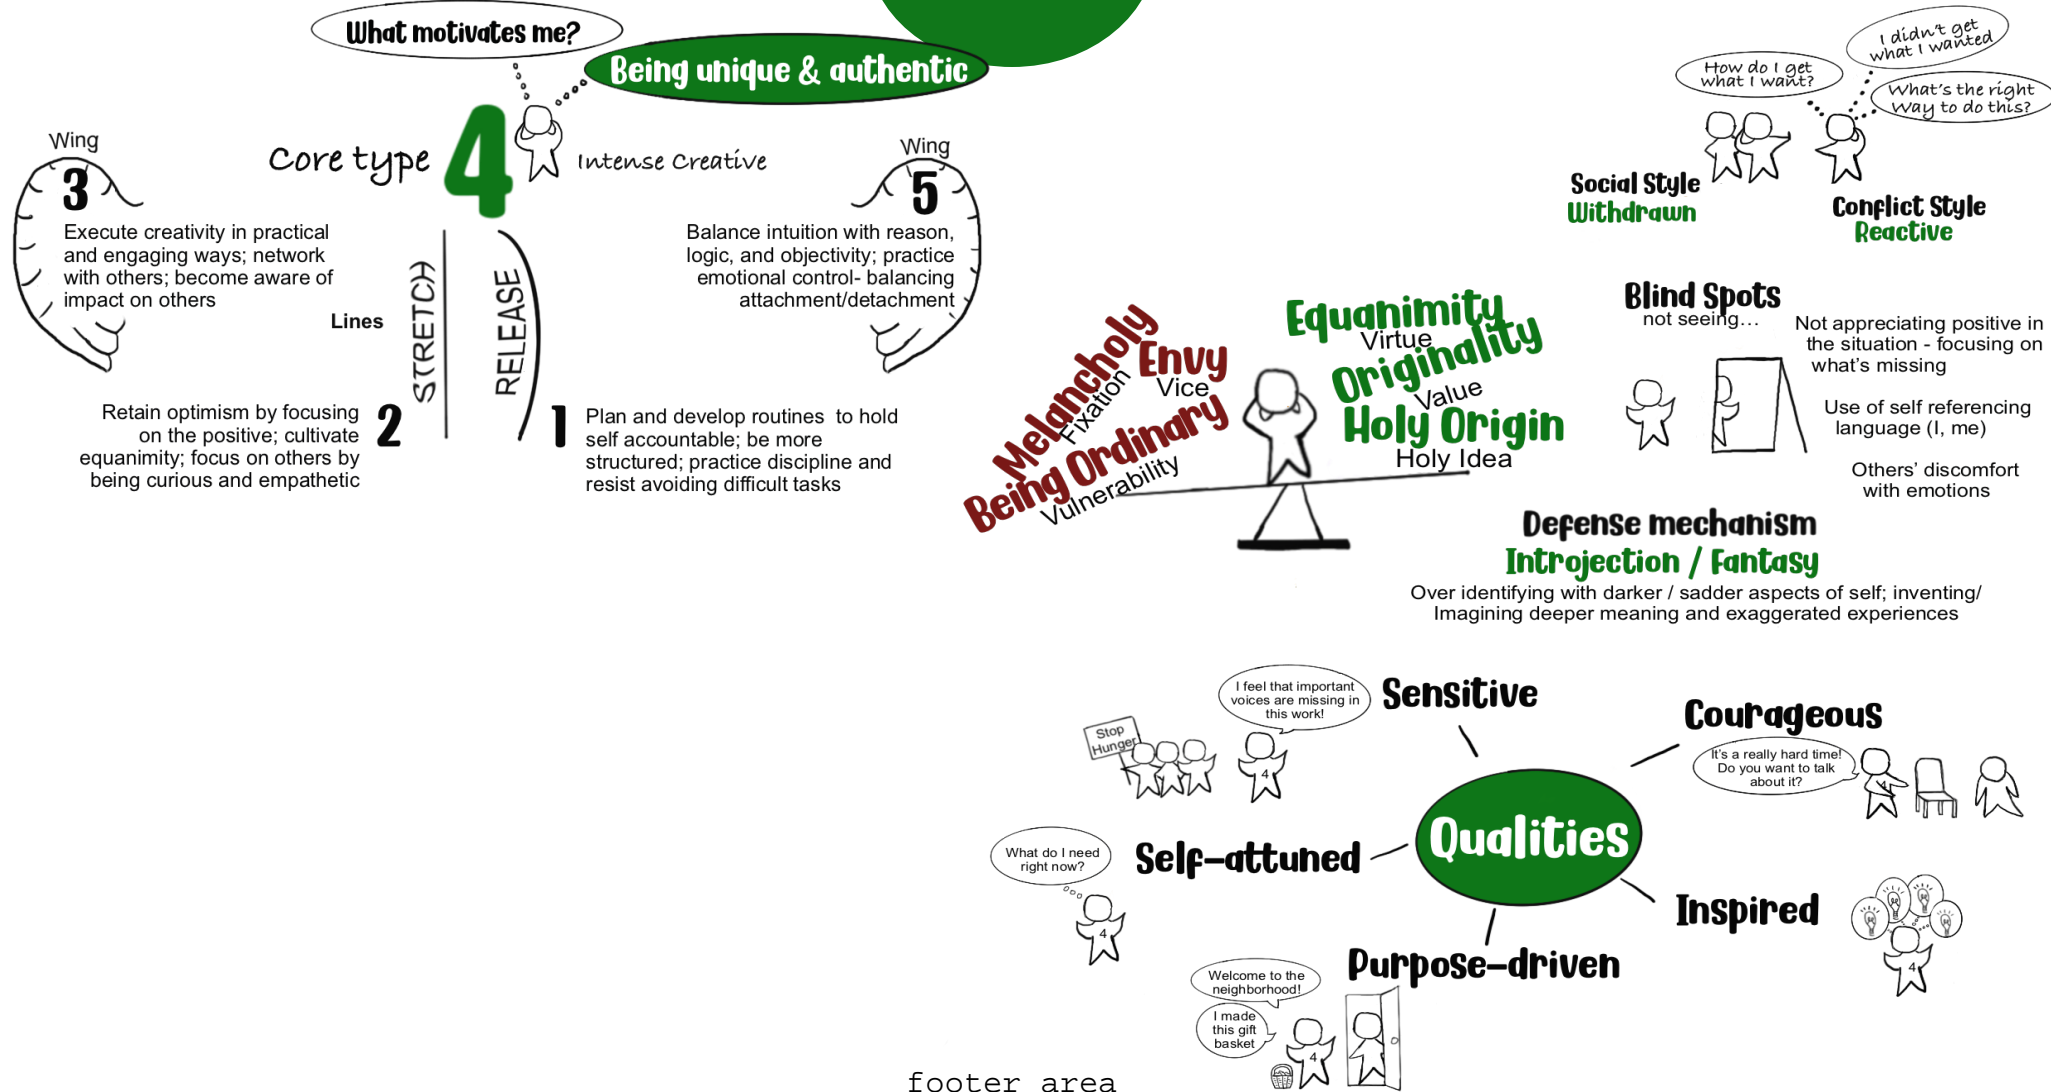 What motivates me?
Being unique & authentic
Core type 4
Intense Creative
Wing
3
Execute creativity in practical
and engaging ways; network
with others; become aware of
impact on others
Wing
5
Balance intuition with reason,
logic, and objectivity; practice
emotional control- balancing
attachment/detachment
Lines
STRETCH
RELEASE
Retain optimism by focusing
on the positive; cultivate
equanimity; focus on others by
being curious and empathetic
2
1
Plan and develop routines  to hold
self accountable; be more
structured; practice discipline and
resist avoiding difficult tasks
Melancholy
Fixation
Envy
Vice
Being Ordinary
Vulnerability
Equanimity
Virtue
Originality
Value
Holy Origin
Holy Idea
Social Style
Withdrawn
How do I get
what I want?
I didn't get
what I wanted
What's the right
Way to do this?
Conflict Style
Reactive
Blind Spots
not seeing...
Not appreciating positive in
the situation - focusing on
what's missing
Use of self referencing
language (I, me)
Others' discomfort
with emotions
Defense mechanism
Introjection / Fantasy
Over identifying with darker / sadder aspects of self; inventing/
Imagining deeper meaning and exaggerated experiences
Qualities
Sensitive
I feel that important
voices are missing in
this work!
Stop
Hunger
4
Courageous
It's a really hard time!
Do you want to talk
about it?
4
Self-attuned
What do I need
right now?
4
Inspired
4
Purpose-driven
Welcome to the
neighborhood!
I made
this gift
basket
4
footer area